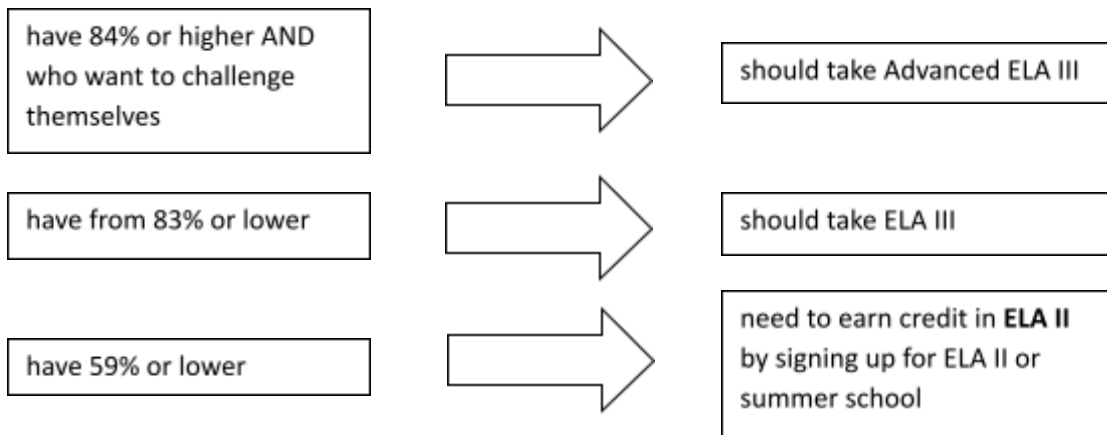 have 84% or higher AND
who want to challenge
themselves
should take Advanced ELA III
have from 83% or lower
should take ELA III
have 59% or lower
need to earn credit in ELA II
by signing up for ELA II or
summer school